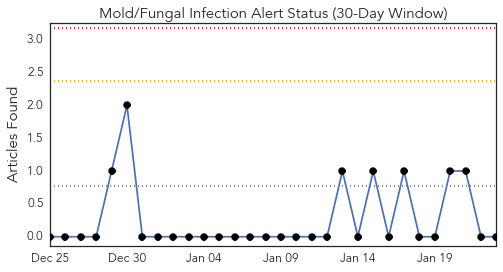 Mold/Fungal Infection Alert Status (30-Day Window)
Articles Found
3.0
2.5
2.0
1.5
1.0
0.5
0.0
Dec 25 Dec 30 Jan 04 Jan 09 Jan 14 Jan 19